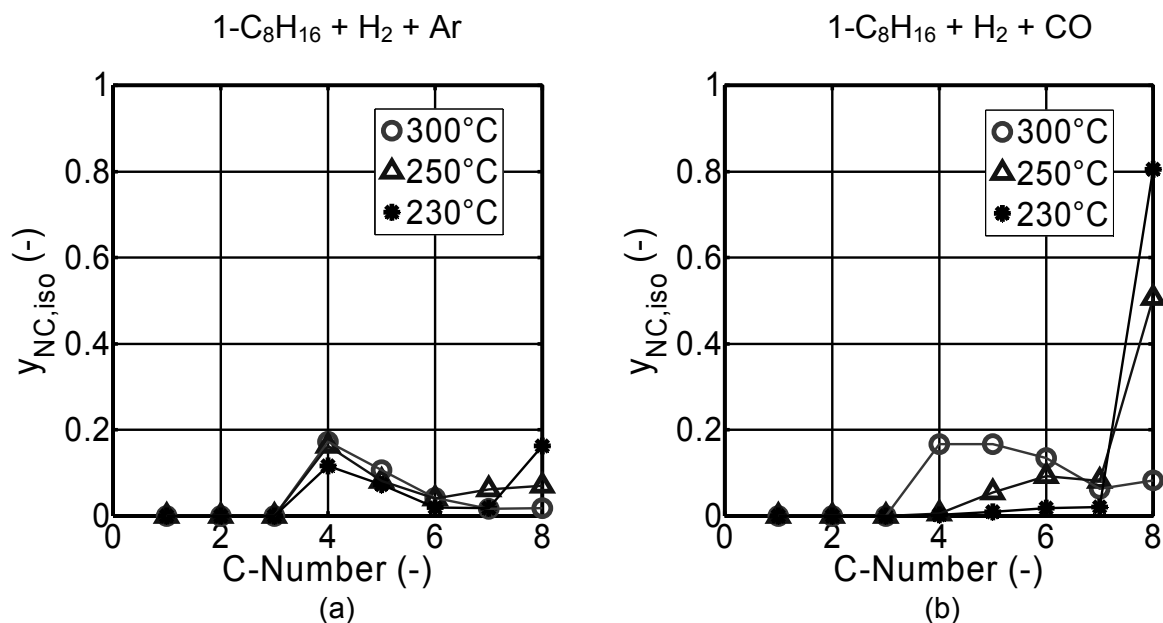 1-C₈H₁₆ + H₂ + Ar
1
0.8
0.6
0.4
0.2
0
0 2 4 6 8
y_NC,iso (-)
C-Number (-)
300°C
250°C
230°C
(a)
1-C₈H₁₆ + H₂ + CO
1
0.8
0.6
0.4
0.2
0
0 2 4 6 8
y_NC,iso (-)
C-Number (-)
300°C
250°C
230°C
(b)